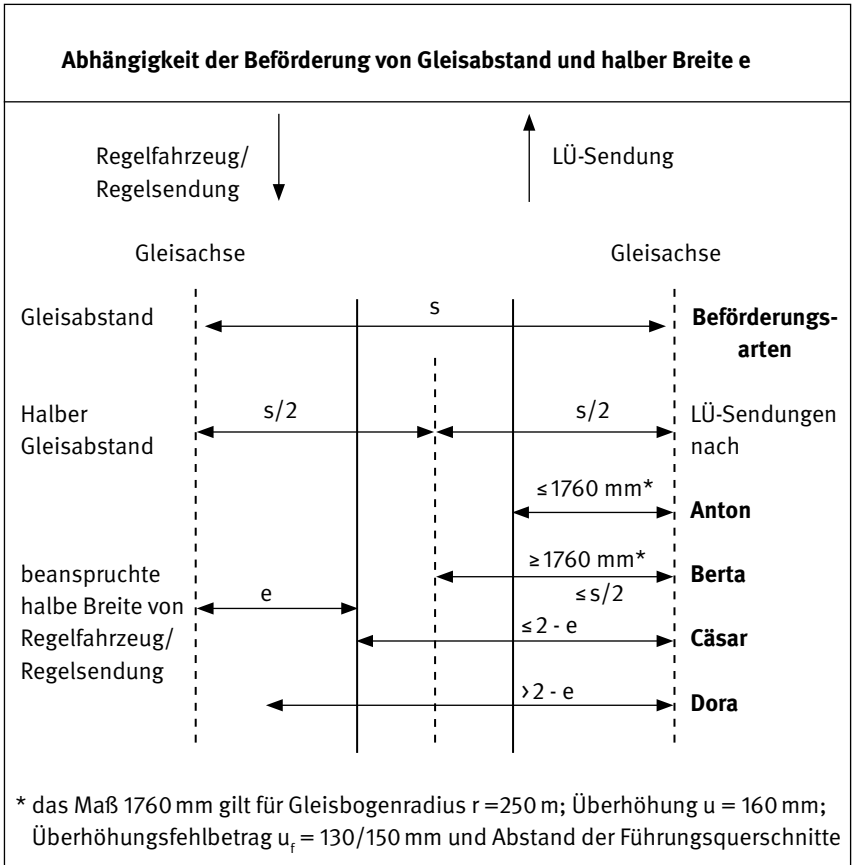 Abhängigkeit der Beförderung von Gleisabstand und halber Breite e
Regelfahrzeug/
Regelsendung
LÜ-Sendung
Gleisachse
Gleisachse
Gleisabstand
s
Beförderungs-
arten
Halber
Gleisabstand
s/2
s/2
LÜ-Sendungen
nach
≤ 1760 mm*
Anton
≥ 1760 mm*
≤ s/2
Berta
beanspruchte
halbe Breite von
Regelfahrzeug/
Regelsendung
e
≤ 2 - e
Cäsar
> 2 - e
Dora
* das Maß 1760 mm gilt für Gleisbogenradius r = 250 m; Überhöhung u = 160 mm;
Überhöhungsfehlbetrag u_f = 130/150 mm und Abstand der Führungsquerschnitte